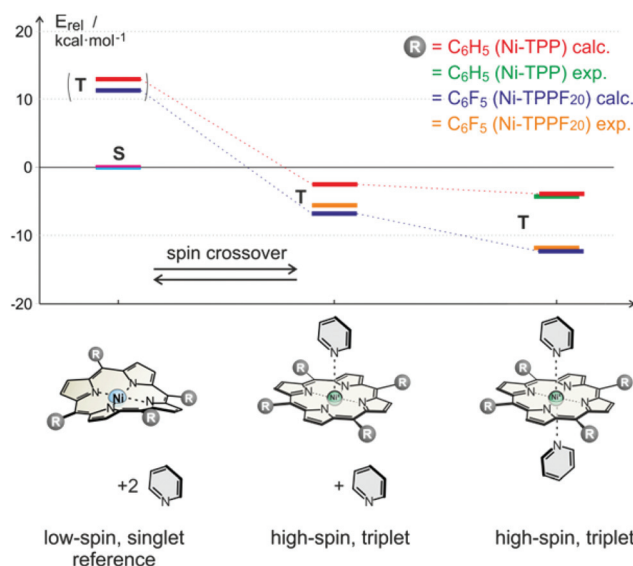 E_rel /
kcal·mol⁻¹
R = C₆H₅ (Ni-TPP) calc.
= C₆H₅ (Ni-TPP) exp.
= C₆F₅ (Ni-TPPF₂₀) calc.
= C₆F₅ (Ni-TPPF₂₀) exp.
20
10
0
-10
-20
(T)
S
T
T
spin crossover
R R R R
N N N N
Ni
+2 N
N
R R R R
N N N N
Ni
+ N
N
R R R R
N N N N
Ni
N
low-spin, singlet
reference
high-spin, triplet
high-spin, triplet